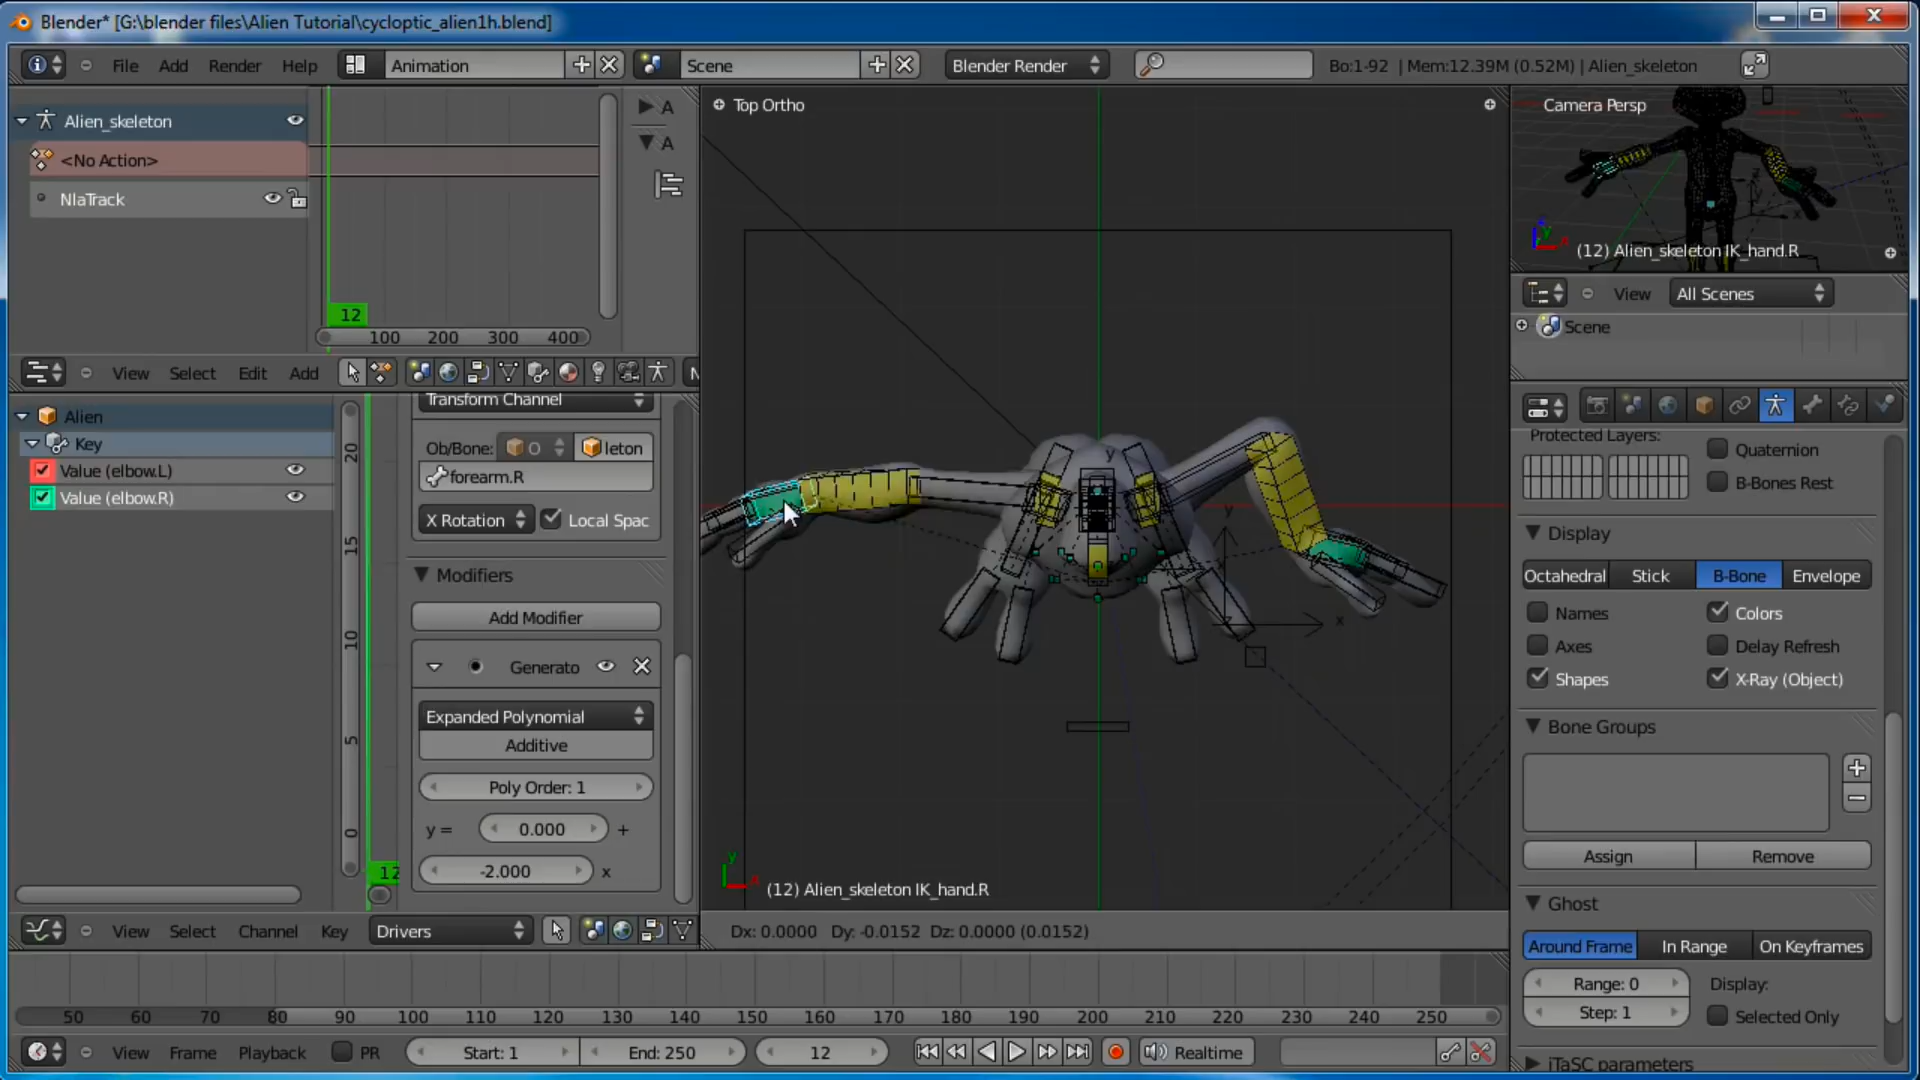 Blender* [G:\blender files\Alien Tutorial\cycloptic_alien1h.blend]
File Add Render Help Animation Scene Blender Render Bo:1-92 | Mem:12.39M (0.52M) | Alien_skeleton
Alien_skeleton
<No Action>
NlaTrack
A
A
12
100 200 300 400
View Select Edit Add
Alien
Key
Value (elbow.L)
Value (elbow.R)
20
15
10
5
0
12
Transform Channel
Ob/Bone: O leton
forearm.R
X Rotation Local Spac
Modifiers
Add Modifier
Generato
Expanded Polynomial
Additive
Poly Order: 1
y = 0.000 +
-2.000 x
View Select Channel Key Drivers
Top Ortho
y
y
x
y
(12) Alien_skeleton IK_hand.R
Dx: 0.0000 Dy: -0.0152 Dz: 0.0000 (0.0152)
Camera Persp
(12) Alien_skeleton IK_hand.R
View All Scenes
Scene
Protected Layers:
Quaternion
B-Bones Rest
Display
Octahedral Stick B-Bone Envelope
Names Colors
Axes Delay Refresh
Shapes X-Ray (Object)
Bone Groups
Assign Remove
Ghost
Around Frame In Range On Keyframes
Range: 0 Display:
Step: 1 Selected Only
iTaSC parameters
50 60 70 80 90 100 110 120 130 140 150 160 170 180 190 200 210 220 230 240 250
View Frame Playback PR Start: 1 End: 250 12 Realtime